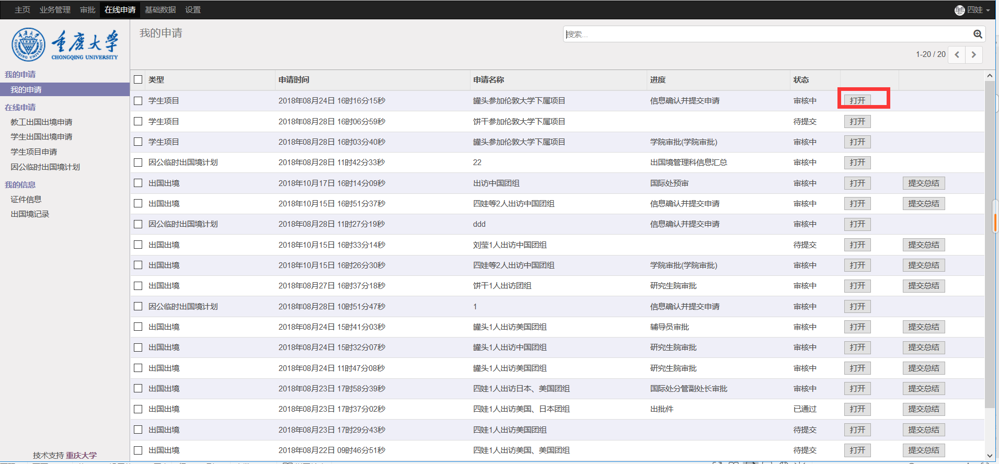 主页 业务管理 审批 在线申请 基础数据 设置 四娃
重庆大学
CHONGQING UNIVERSITY
我的申请
我的申请
在线申请
教工出国出境申请
学生出国出境申请
学生项目申请
因公临时出国境计划
我的信息
证件信息
出国境记录
技术支持 重庆大学
我的申请
搜索...
1-20 / 20
类型 申请时间 申请名称 进度 状态
学生项目 2018年08月24日 16时16分15秒 罐头参加伦敦大学下属项目 信息确认并提交申请 审核中 打开
学生项目 2018年08月28日 16时06分59秒 饼干参加伦敦大学下属项目 待提交 打开
学生项目 2018年08月28日 16时03分40秒 罐头参加伦敦大学下属项目 学院审批(学院审批) 审核中 打开
因公临时出国境计划 2018年08月28日 11时42分33秒 22 出国境管理科信息汇总 审核中 打开
出国出境 2018年10月17日 16时14分09秒 出访中国团组 国际处预审 审核中 打开 提交总结
出国出境 2018年10月15日 16时51分37秒 四娃等2人出访中国团组 信息确认并提交申请 审核中 打开 提交总结
因公临时出国境计划 2018年08月28日 11时27分19秒 ddd 信息确认并提交申请 审核中 打开
出国出境 2018年10月15日 16时33分14秒 刘莹1人出访中国团组 待提交 打开 提交总结
出国出境 2018年10月15日 16时26分30秒 四娃等2人出访中国团组 学院审批(学院审批) 审核中 打开 提交总结
出国出境 2018年08月27日 16时37分18秒 饼干1人出访团组 研究生院审批 审核中 打开 提交总结
因公临时出国境计划 2018年08月28日 10时51分47秒 1 信息确认并提交申请 审核中 打开
出国出境 2018年08月24日 15时41分03秒 罐头1人出访美国团组 辅导员审批 审核中 打开 提交总结
出国出境 2018年08月24日 15时32分07秒 罐头1人出访中国团组 研究生院审批 审核中 打开 提交总结
出国出境 2018年08月24日 11时47分08秒 罐头1人出访美国团组 研究生院审批 审核中 打开 提交总结
出国出境 2018年08月23日 17时58分39秒 四娃1人出访日本、美国团组 国际处分管副处长审批 审核中 打开 提交总结
出国出境 2018年08月23日 17时37分02秒 四娃1人出访美国、日本团组 出批件 已通过 打开 提交总结
出国出境 2018年08月23日 17时29分43秒 四娃1人出访美国团组 待提交 打开 提交总结
出国出境 2018年08月22日 09时46分51秒 四娃1人出访美国、美国团组 待提交 打开 提交总结